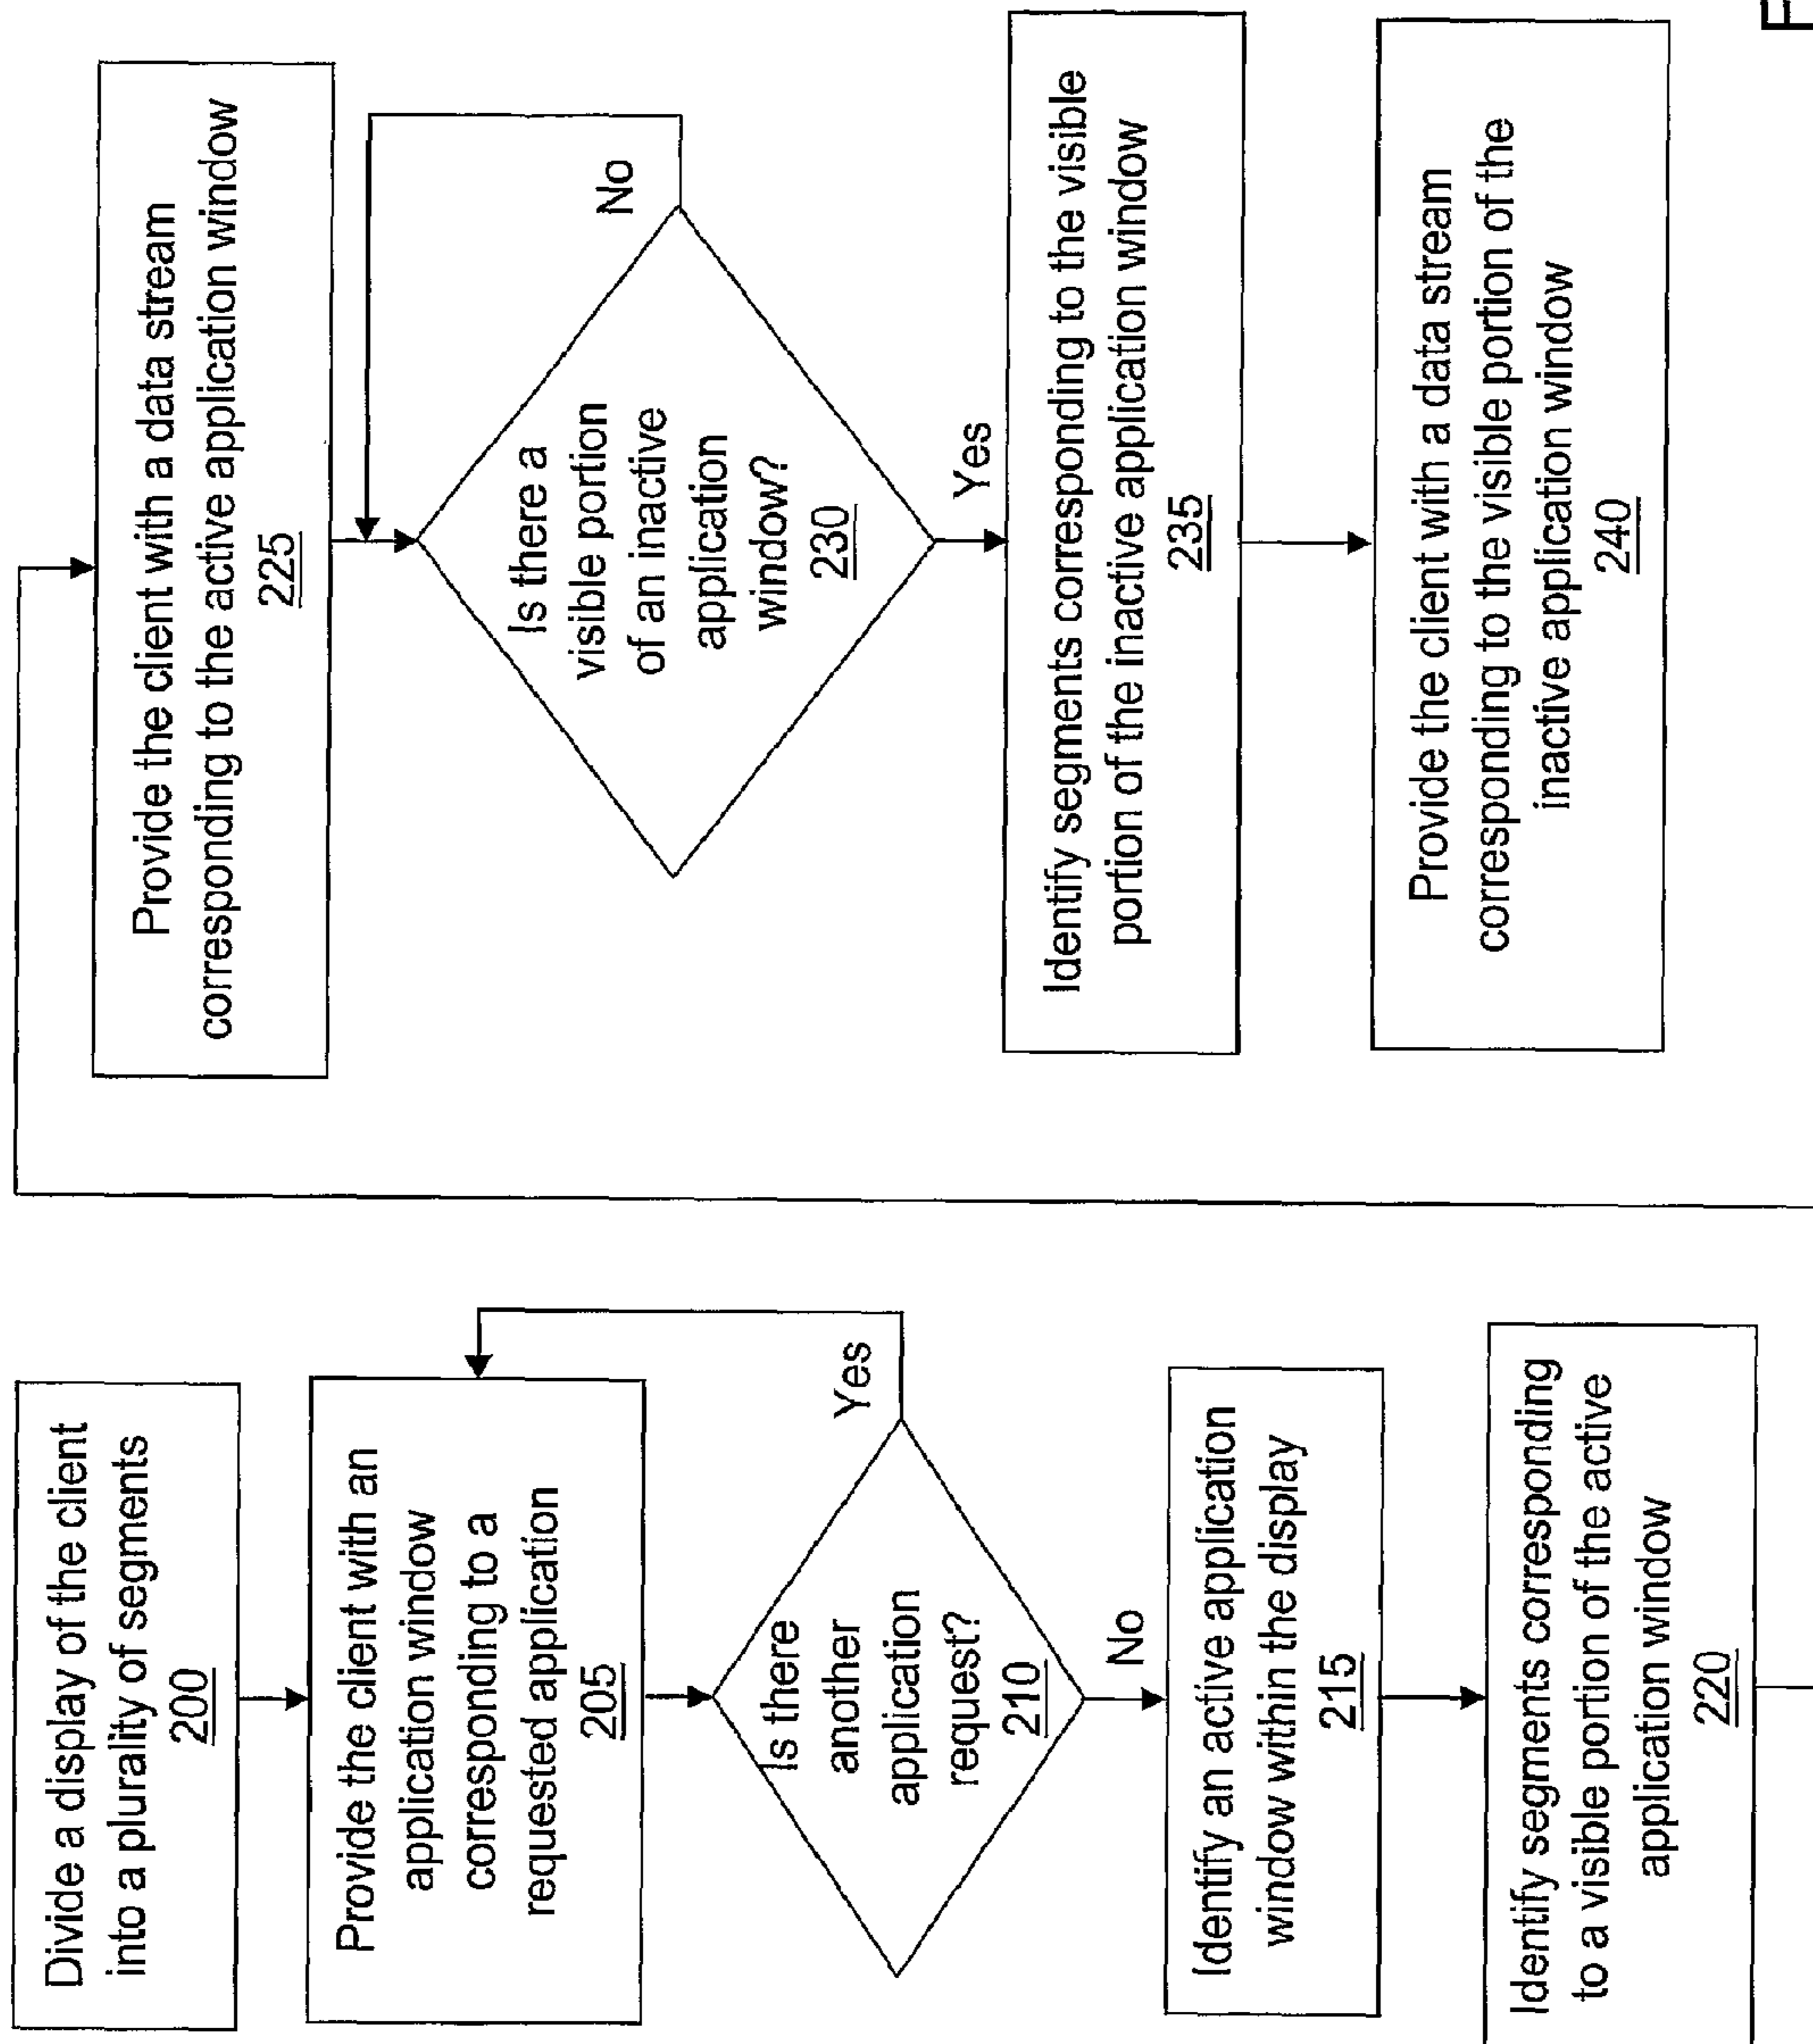 Divide a display of the client
into a plurality of segments
200
Provide the client with an
application window
corresponding to a
requested application
205
Is there
another
application
request?
210
Yes
No
Identify an active application
window within the display
215
Identify segments corresponding
to a visible portion of the active
application window
220
Provide the client with a data stream
corresponding to the active application window
225
Is there a
visible portion
of an inactive
application
window?
230
No
Yes
Identify segments corresponding to the visible
portion of the inactive application window
235
Provide the client with a data stream
corresponding to the visible portion of the
inactive application window
240